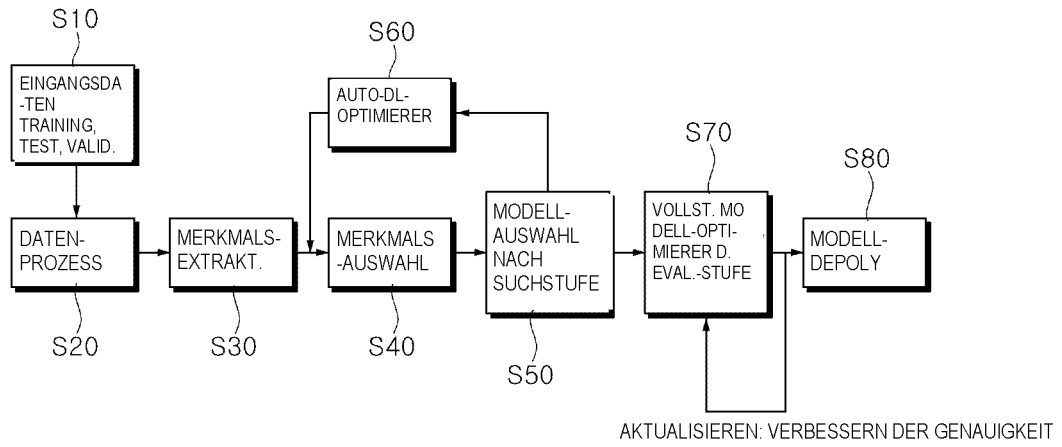 S10
EINGANGSDA
-TEN
TRAINING,
TEST, VALID.
S60
AUTO-DL-
OPTIMIERER
S70
S80
DATEN-
PROZESS
S20
MERKMALS-
EXTRAKT.
S30
MERKMALS
-AUSWAHL
S40
MODELL-
AUSWAHL
NACH
SUCHSTUFE
S50
VOLLST. MO
DELL-OPTI-
MIERER D.
EVAL.-STUFE
MODELL-
DEPOLY
AKTUALISIEREN: VERBESSERN DER GENAUIGKEIT